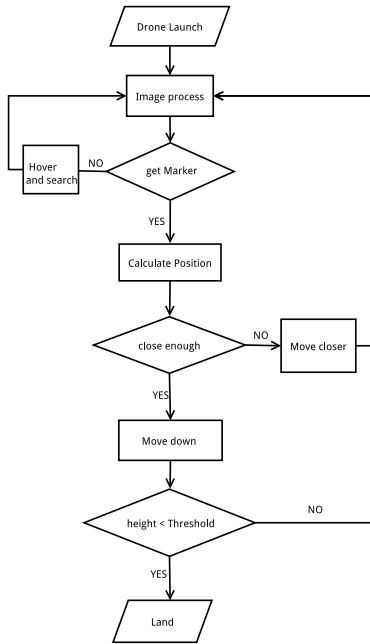 Drone Launch
Image process
get Marker
NO
Hover
and search
YES
Calculate Position
close enough
NO
Move closer
YES
Move down
height < Threshold
NO
YES
Land